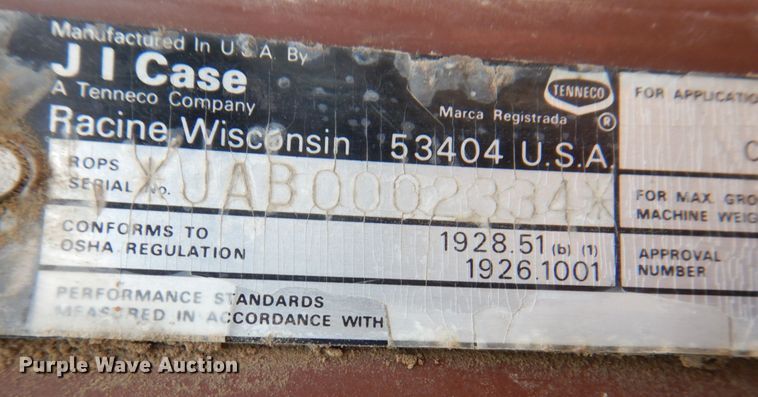 Manufactured In U.S.A. By
J I Case
A Tenneco Company
TENNECO
Marca Registrada ®
Racine, Wisconsin 53404 U.S.A.
ROPS
SERIAL NO. XJAB0002334X
CONFORMS TO
OSHA REGULATION
1928.51 (b) (1)
1926.1001
PERFORMANCE STANDARDS
MEASURED IN ACCORDANCE WITH
FOR APPLICATIO
FOR MAX. GRO
MACHINE WEIG
APPROVAL
NUMBER
Purple Wave Auction